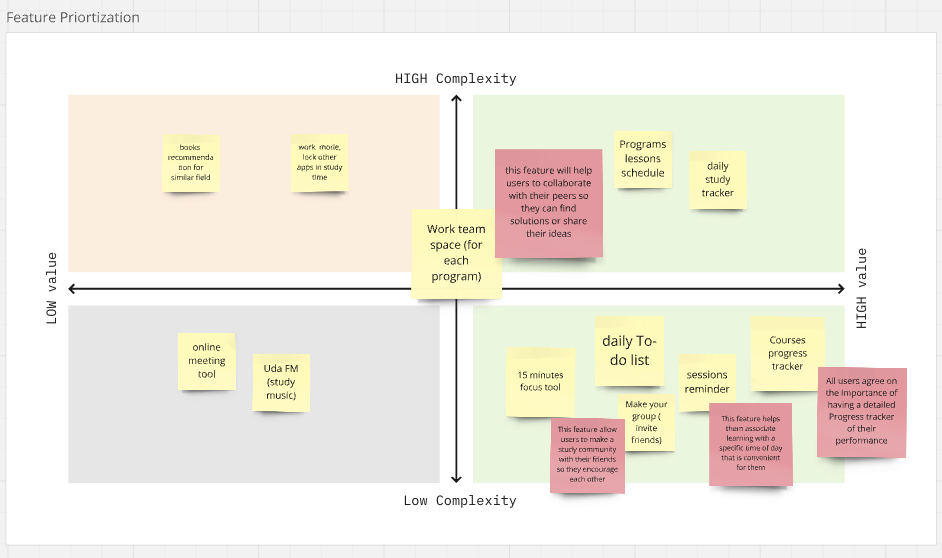 Feature Priortization
HIGH Complexity
books
recommenda
tion for
similar field
work mode,
lock other
apps in study
time
this feature will help
users to collaborate
with their peers so
they can find
solutions or share
their ideas
Programs
lessons
schedule
daily
study
tracker
Work team
space (for
each
program)
LOW value
HIGH value
online
meeting
tool
Uda FM
(study
music)
15 minutes
focus tool
daily To-
do list
Make your
group (
invite
friends)
sessions
reminder
Courses
progress
tracker
This feature allow
users to make a
study community
with their friends
so they encourage
each other
This feature helps
them associate
learning with a
specific time of day
that is convenient
for them
All users agree on
the importance of
having a detailed
Progress tracker
of their
performance
Low Complexity